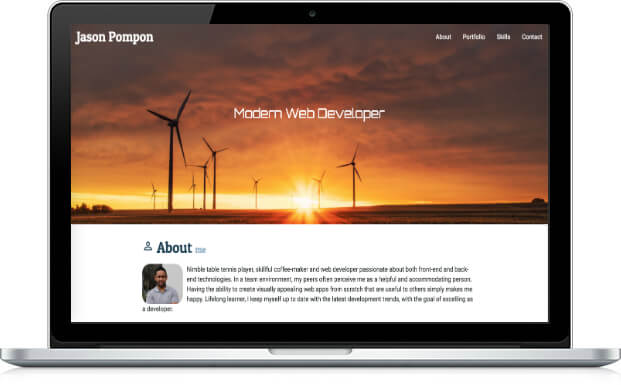 Jason Pompon
About Portfolio Skills Contact
Modern Web Developer
About me
Nimble table tennis player, skillful coffee-maker and web developer passionate about both front-end and back-
end technologies. In a team environment, my peers often perceive me as a helpful and accommodating person.
Having the ability to create visually appealing web apps from scratch that are useful to others simply makes me
happy. Lifelong learner, I keep myself up to date with the latest development trends, with the goal of excelling as
a developer.